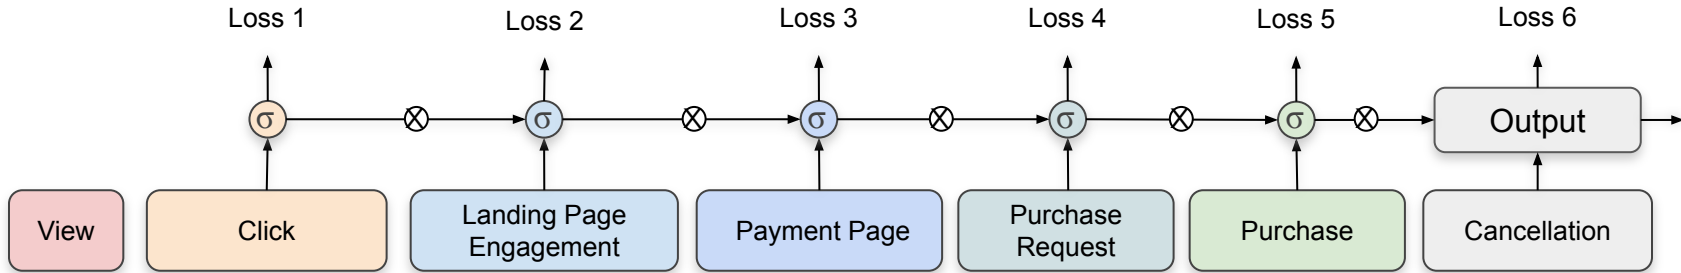 Loss 1
Loss 2
Loss 3
Loss 4
Loss 5
Loss 6
σ
σ
σ
σ
σ
Output
View
Click
Landing Page
Engagement
Payment Page
Purchase
Request
Purchase
Cancellation